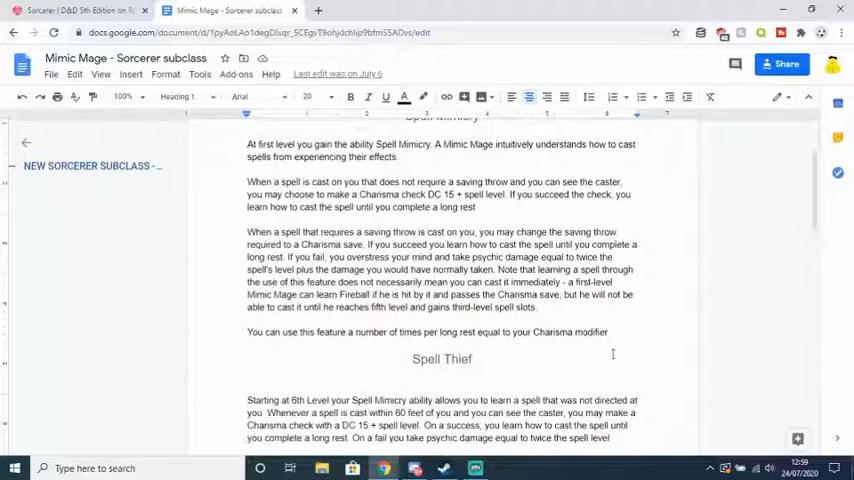 Sorcerer | D&D 5th Edition on R
Mimic Mage - Sorcerer subclass
Mimic Mage - Sorcerer subclass
File Edit View Insert Format Tools Add-ons Help Last edit was on July 6
Share
100% Heading 1 Arial 20
Spell Mimicry
NEW SORCERER SUBCLASS -...
At first level you gain the ability Spell Mimicry. A Mimic Mage intuitively understands how to cast
spells from experiencing their effects.
When a spell is cast on you that does not require a saving throw and you can see the caster,
you may choose to make a Charisma check DC 15 + spell level. If you succeed the check, you
learn how to cast the spell until you complete a long rest
When a spell that requires a saving throw is cast on you, you may change the saving throw
required to a Charisma save. If you succeed you learn how to cast the spell until you complete a
long rest. If you fail, you overstress your mind and take psychic damage equal to twice the
spell's level plus the damage you would have normally taken. Note that learning a spell through
the use of this feature does not necessarily mean you can cast it immediately - a first-level
Mimic Mage can learn Fireball if he is hit by it and passes the Charisma save, but he will not be
able to cast it until he reaches fifth level and gains third-level spell slots.
You can use this feature a number of times per long rest equal to your Charisma modifier
Spell Thief
Starting at 6th Level your Spell Mimicry ability allows you to learn a spell that was not directed at
you Whenever a spell is cast within 60 feet of you and you can see the caster, you may make a
Charisma check with a DC 15 + spell level. On a success, you learn how to cast the spell until
you complete a long rest. On a fail you take psychic damage equal to twice the spell level
Type here to search
12:59
24/07/2020